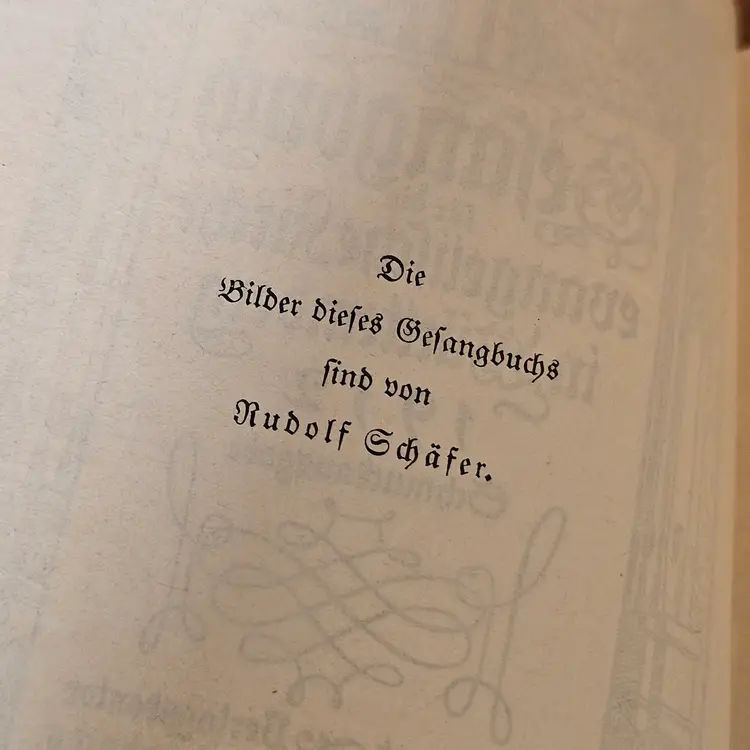 Die
Bilder dieſes Geſangbuchs
ſind von
Rudolf Schäfer.